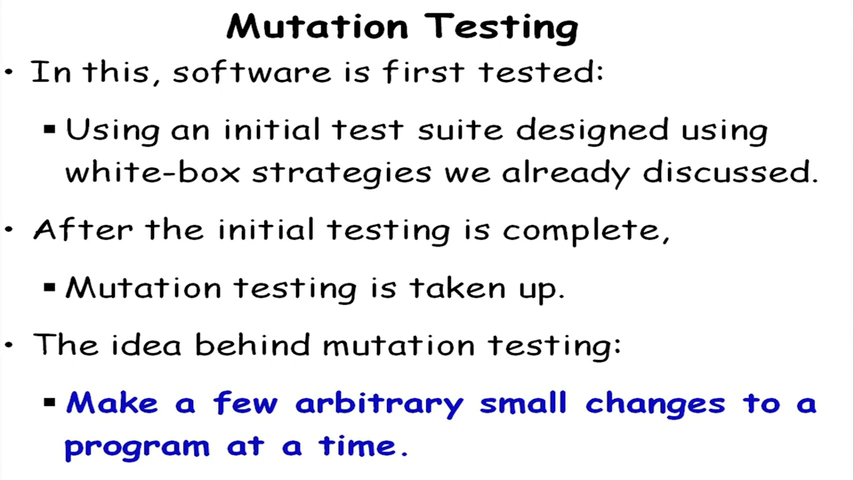 Mutation Testing
• In this, software is first tested:
▪ Using an initial test suite designed using
white-box strategies we already discussed.
• After the initial testing is complete,
▪ Mutation testing is taken up.
• The idea behind mutation testing:
▪ Make a few arbitrary small changes to a
program at a time.